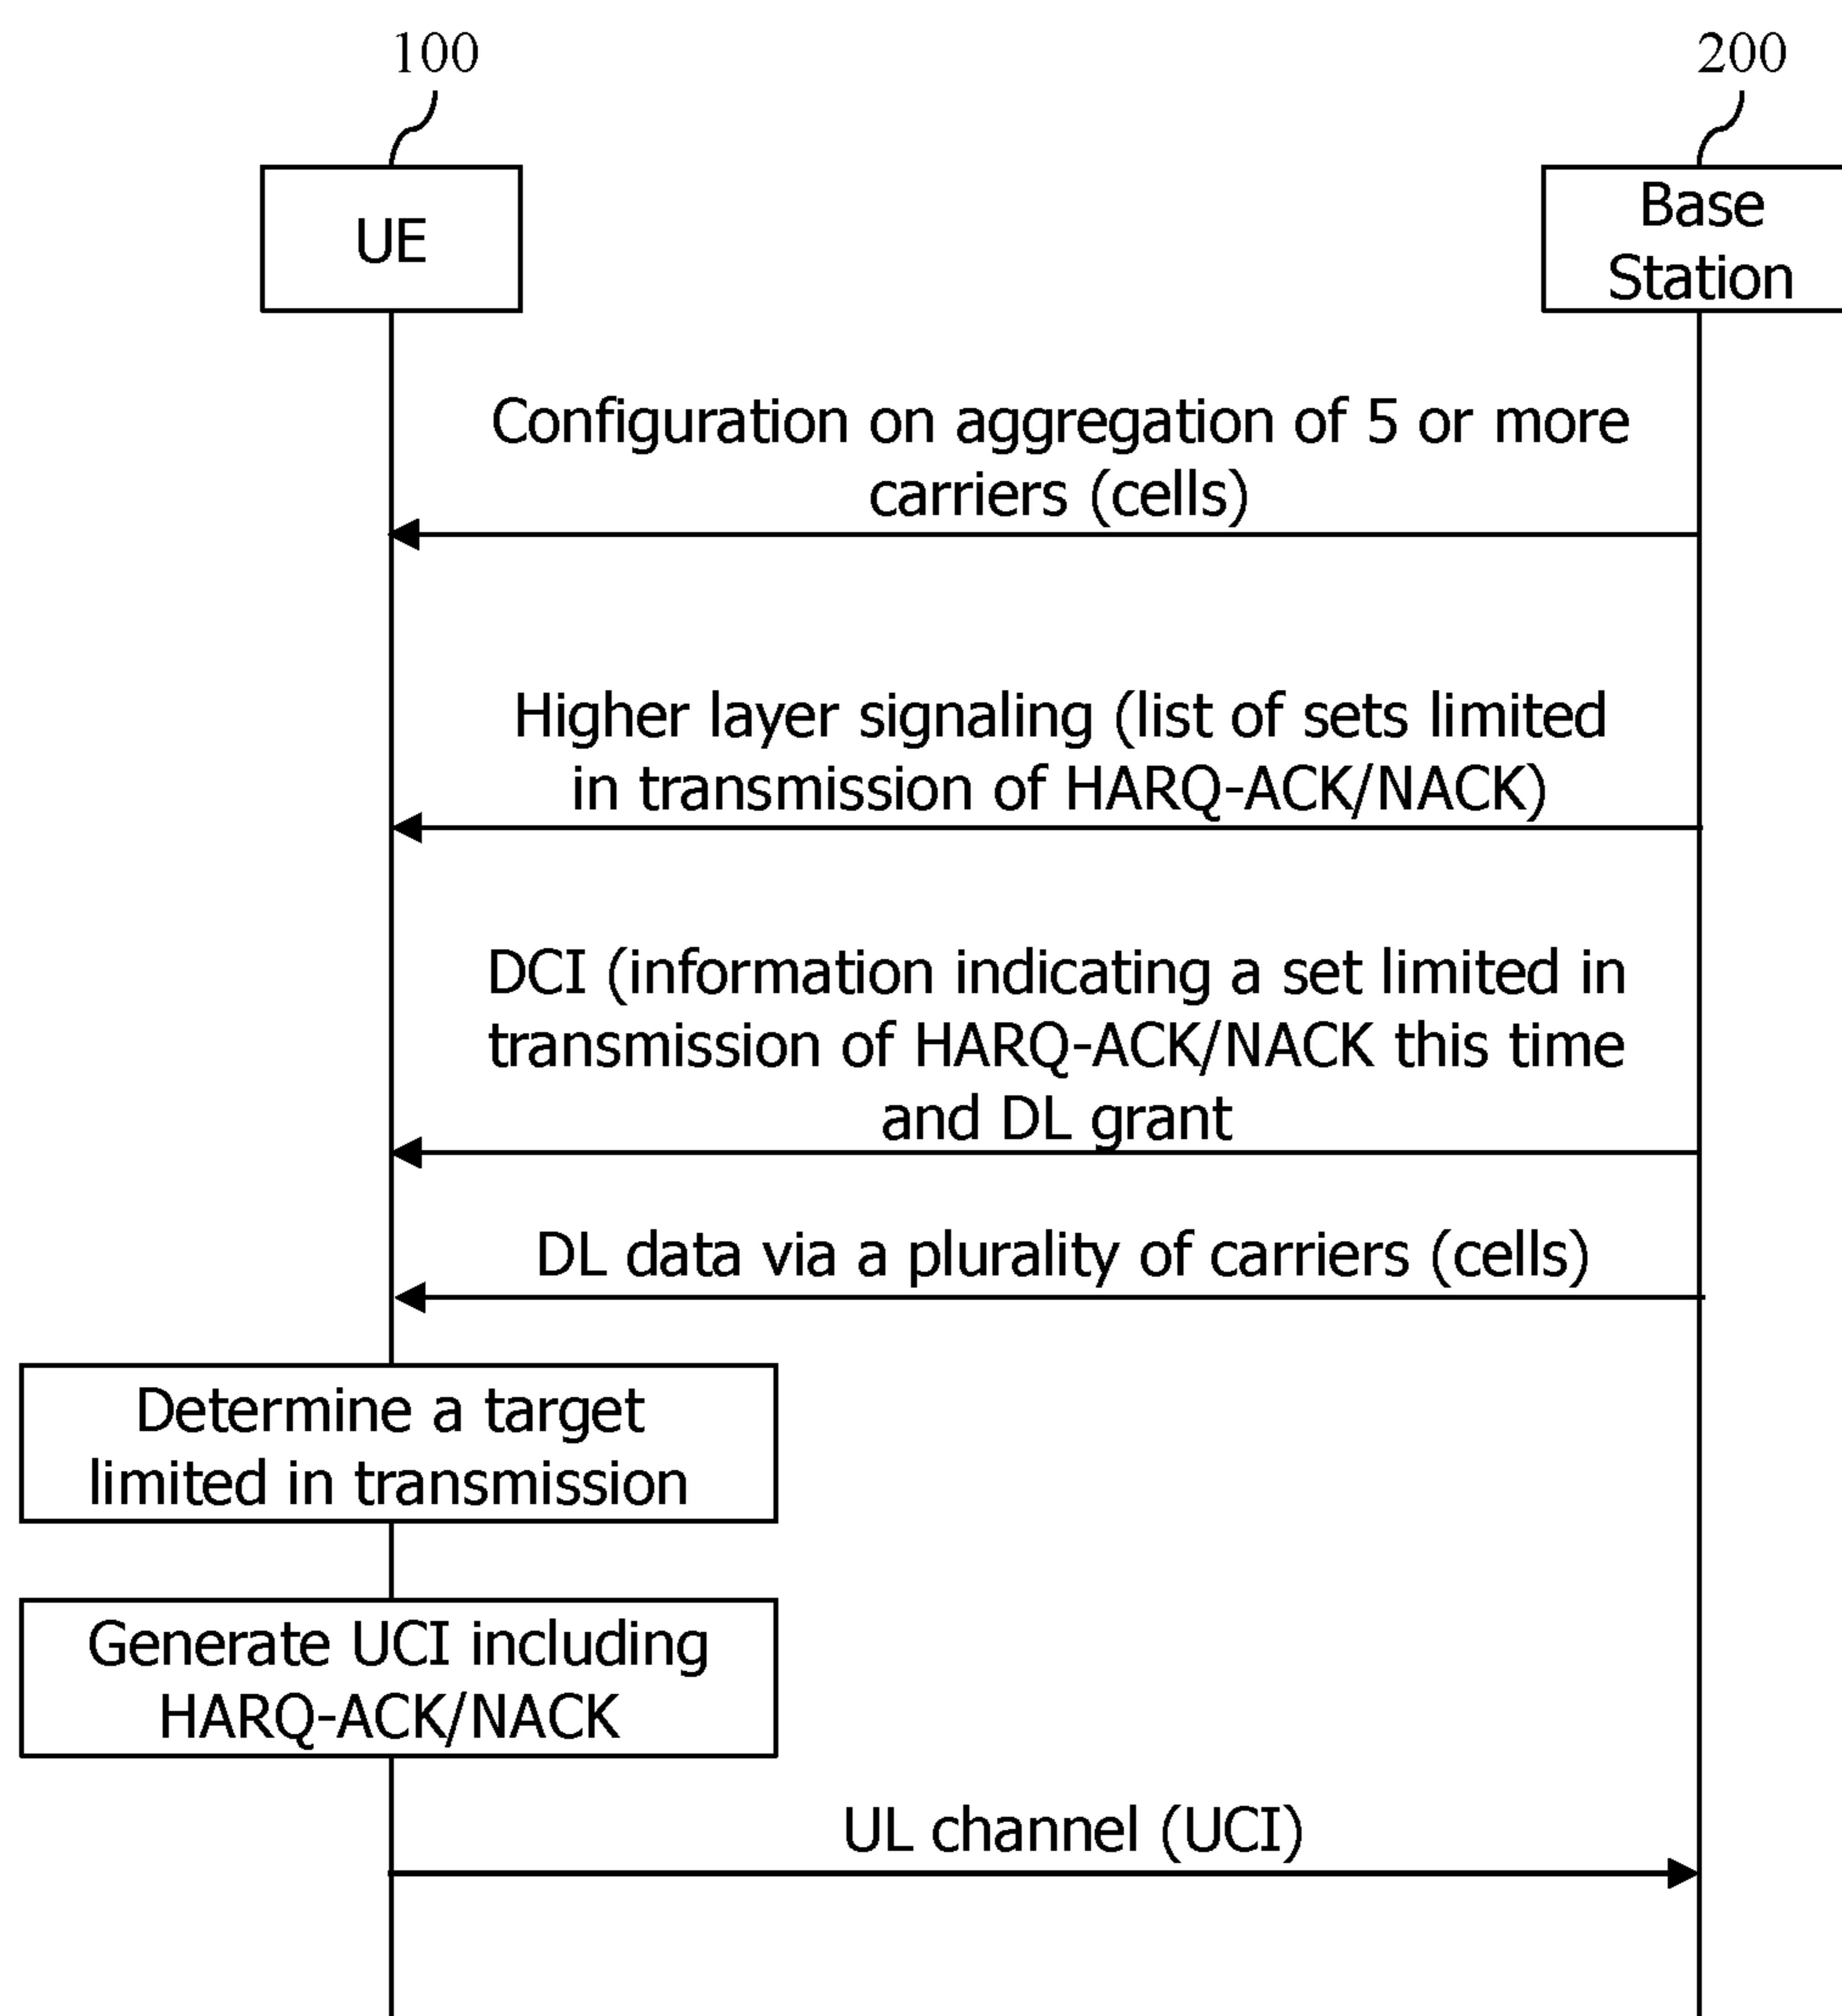 100
200
UE
Base
Station
Configuration on aggregation of 5 or more
carriers (cells)
Higher layer signaling (list of sets limited
in transmission of HARQ-ACK/NACK)
DCI (information indicating a set limited in
transmission of HARQ-ACK/NACK this time
and DL grant
DL data via a plurality of carriers (cells)
Determine a target
limited in transmission
Generate UCI including
HARQ-ACK/NACK
UL channel (UCI)